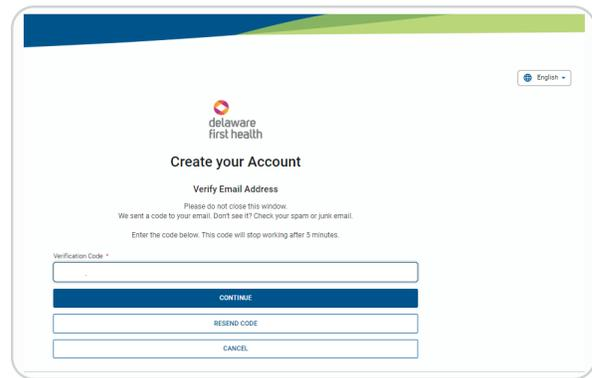 English
delaware
first health
Create your Account
Verify Email Address
Please do not close this window.
We sent a code to your email. Don't see it? Check your spam or junk email.
Enter the code below. This code will stop working after 5 minutes.
Verification Code *
CONTINUE
RESEND CODE
CANCEL